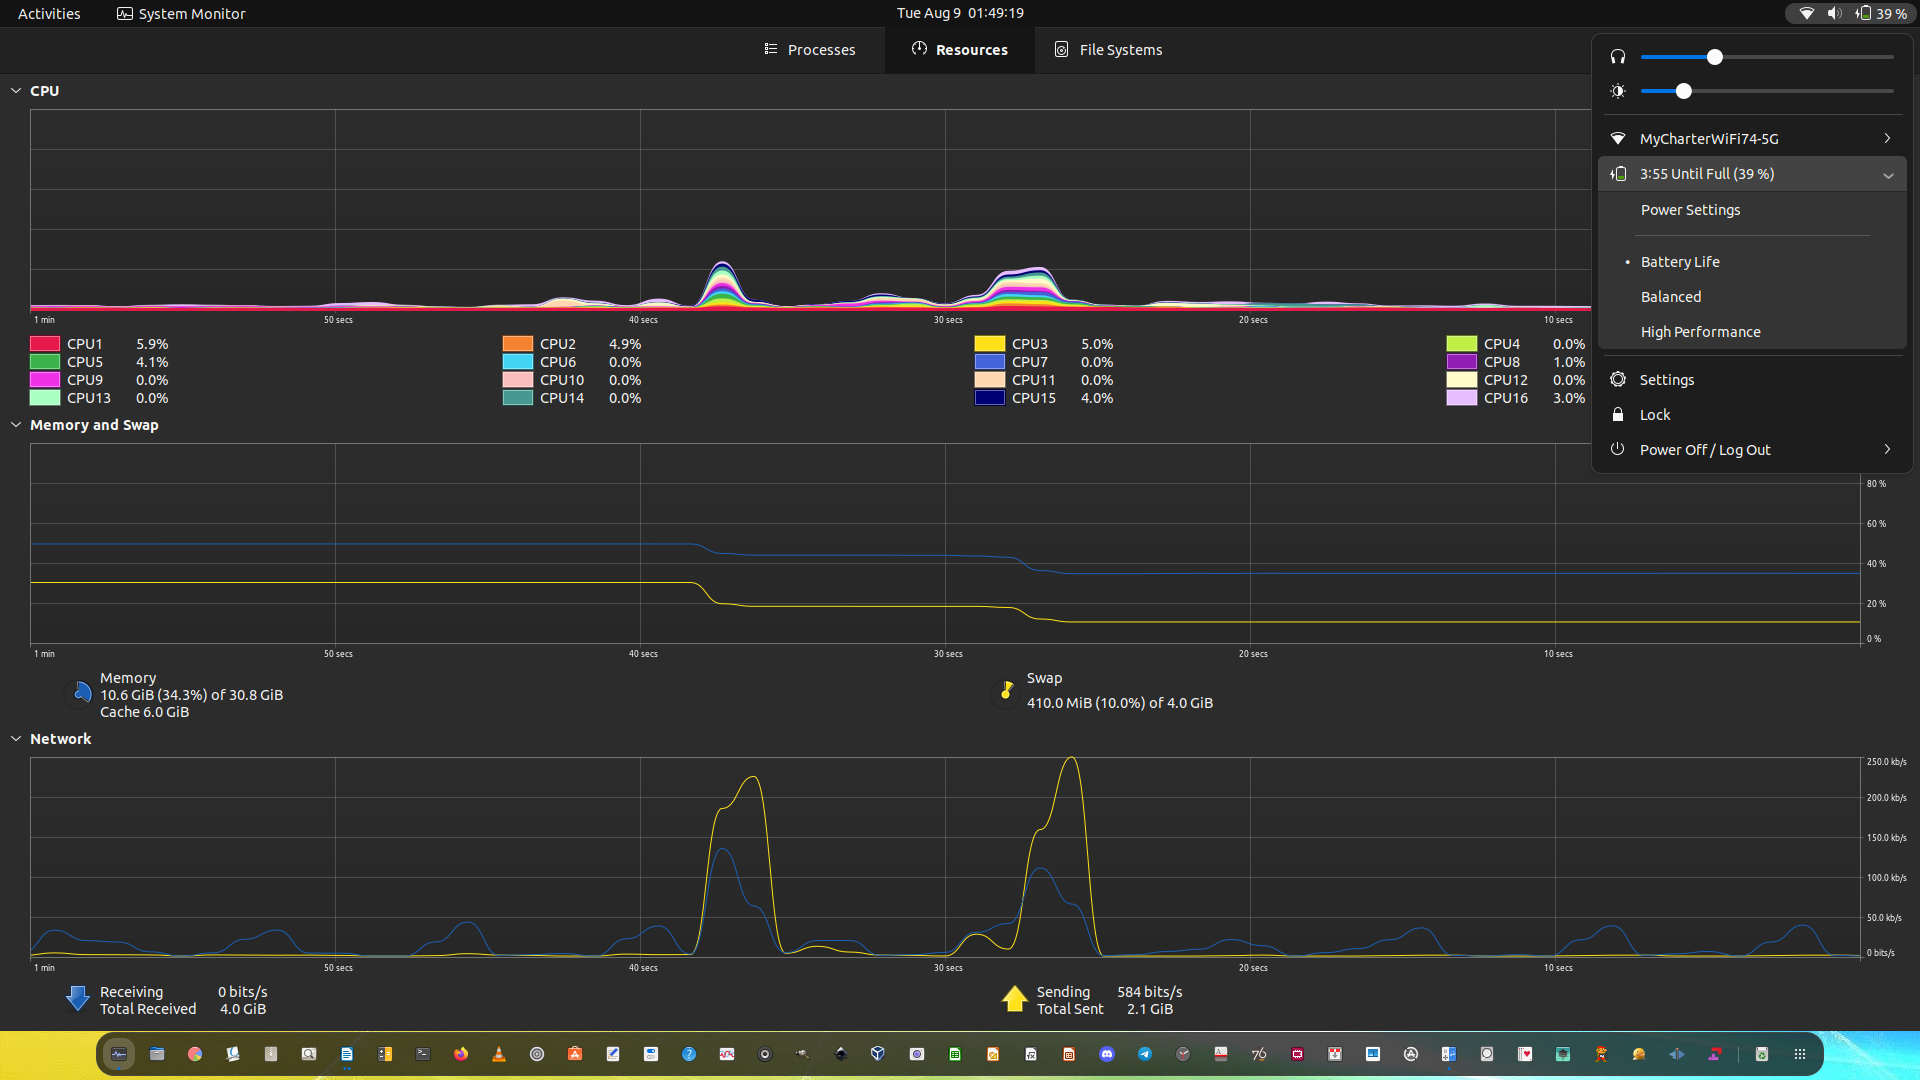 Activities
System Monitor
Tue Aug 9 01:49:19
39 %
Processes
Resources
File Systems
CPU
1 min
50 secs
40 secs
30 secs
20 secs
10 secs
CPU1 5.9%
CPU2 4.9%
CPU3 5.0%
CPU4 0.0%
CPU5 4.1%
CPU6 0.0%
CPU7 0.0%
CPU8 1.0%
CPU9 0.0%
CPU10 0.0%
CPU11 0.0%
CPU12 0.0%
CPU13 0.0%
CPU14 0.0%
CPU15 4.0%
CPU16 3.0%
MyCharterWiFi74-5G
3:55 Until Full (39 %)
Power Settings
Battery Life
Balanced
High Performance
Settings
Lock
Power Off / Log Out
Memory and Swap
80 %
60 %
40 %
20 %
0 %
1 min
50 secs
40 secs
30 secs
20 secs
10 secs
Memory
10.6 GiB (34.3%) of 30.8 GiB
Cache 6.0 GiB
Swap
410.0 MiB (10.0%) of 4.0 GiB
Network
250.0 kb/s
200.0 kb/s
150.0 kb/s
100.0 kb/s
50.0 kb/s
0 bits/s
1 min
50 secs
40 secs
30 secs
20 secs
10 secs
Receiving 0 bits/s
Total Received 4.0 GiB
Sending 584 bits/s
Total Sent 2.1 GiB
76